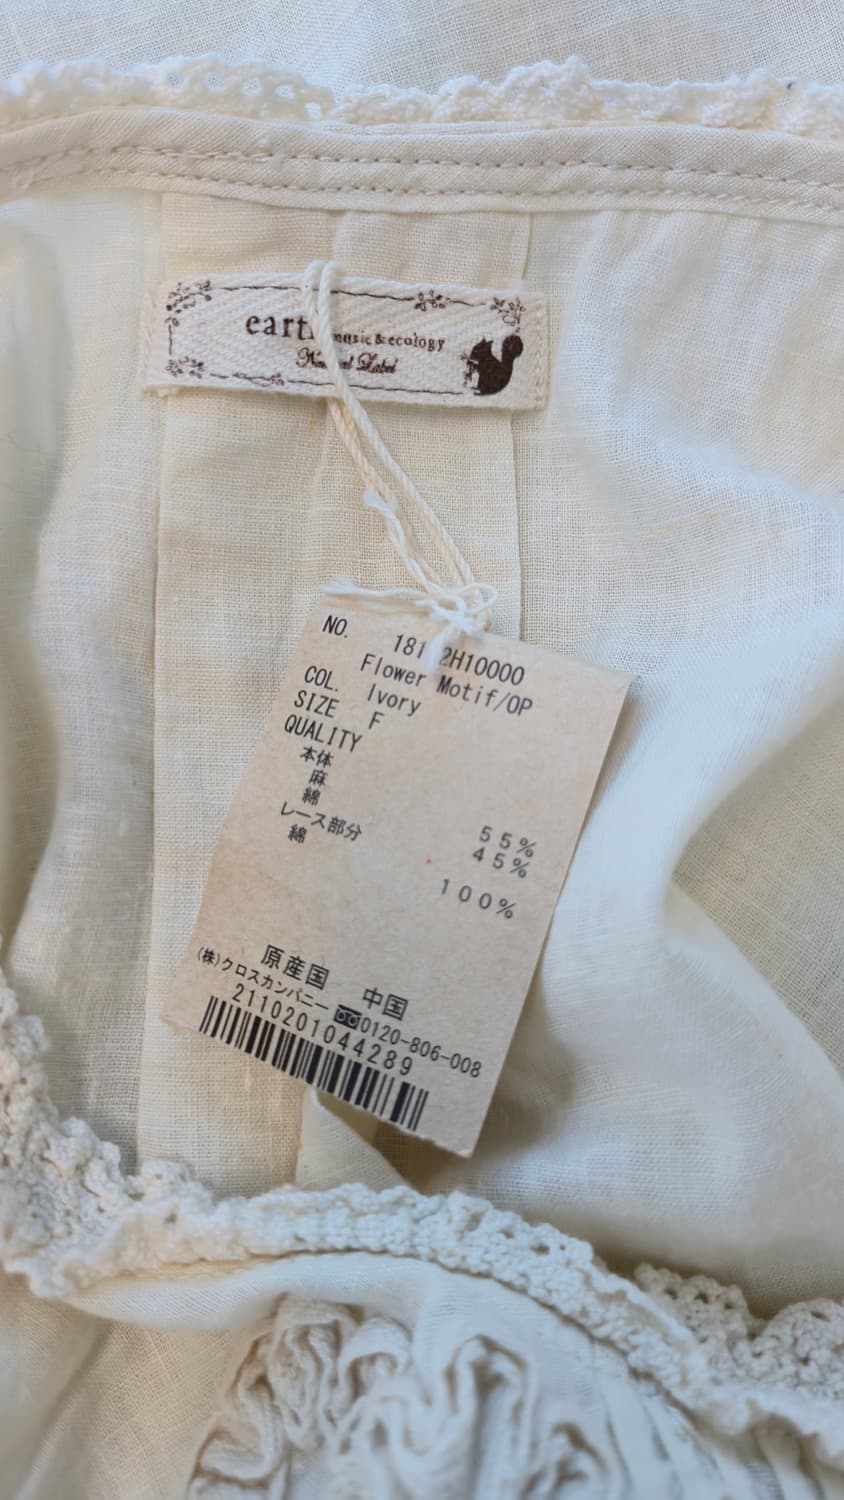 music & ecology
Label
NO. 2H10000
Flower Motif/OP
COL. Ivory
SIZE F
QUALITY
本体
麻 55%
綿 45%
レース部分
綿 100%
原産国 中国
(株)クロスカンパニー 0120-806-008
2110201044289